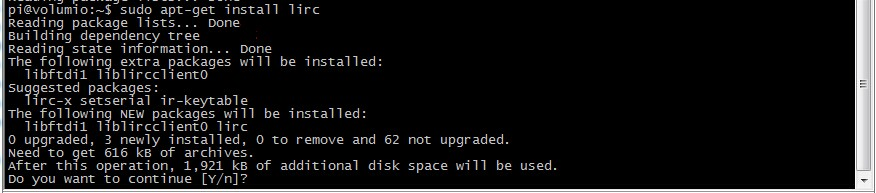 pi@volumio:~$ sudo apt-get install lirc
Reading package lists... Done
Building dependency tree
Reading state information... Done
The following extra packages will be installed:
  libftdi1 liblircclient0
Suggested packages:
  lirc-x setserial ir-keytable
The following NEW packages will be installed:
  libftdi1 liblircclient0 lirc
0 upgraded, 3 newly installed, 0 to remove and 62 not upgraded.
Need to get 616 kB of archives.
After this operation, 1,921 kB of additional disk space will be used.
Do you want to continue [Y/n]?